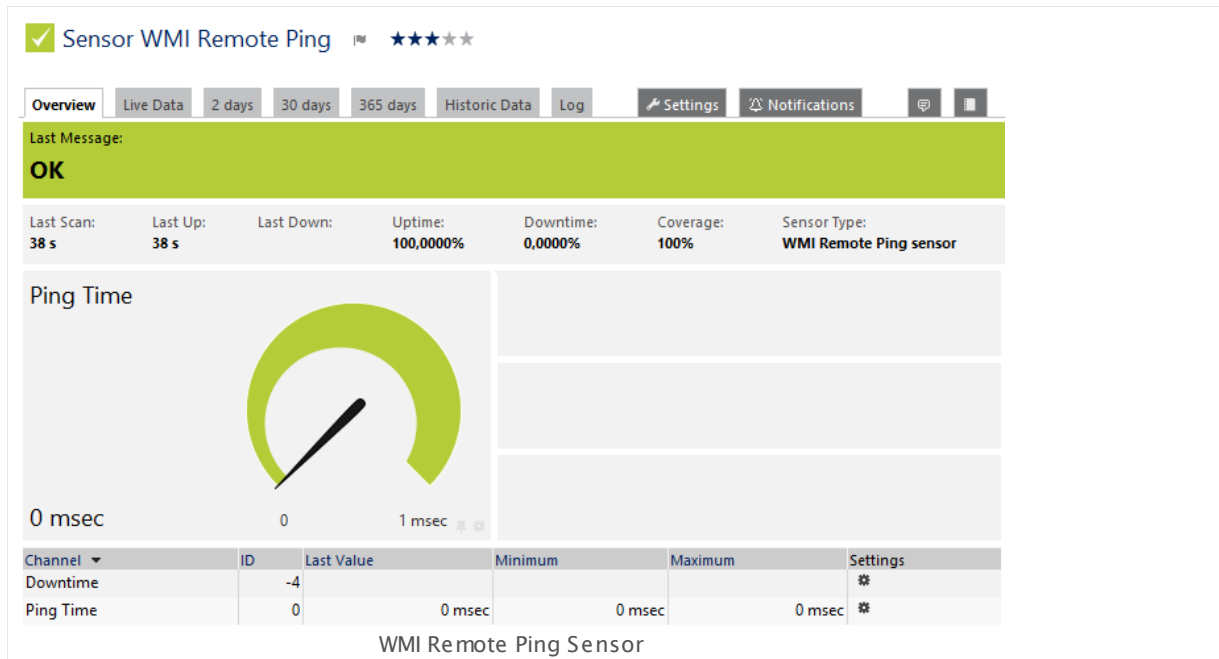 Sensor WMI Remote Ping
Overview Live Data 2 days 30 days 365 days Historic Data Log Settings Notifications
Last Message:
OK
Last Scan: Last Up: Last Down: Uptime: Downtime: Coverage: Sensor Type:
38 s 38 s 100,0000% 0,0000% 100% WMI Remote Ping sensor
Ping Time
0 msec 0 1 msec
Channel ID Last Value Minimum Maximum Settings
Downtime -4
Ping Time 0 0 msec 0 msec 0 msec
WMI Remote Ping Sensor